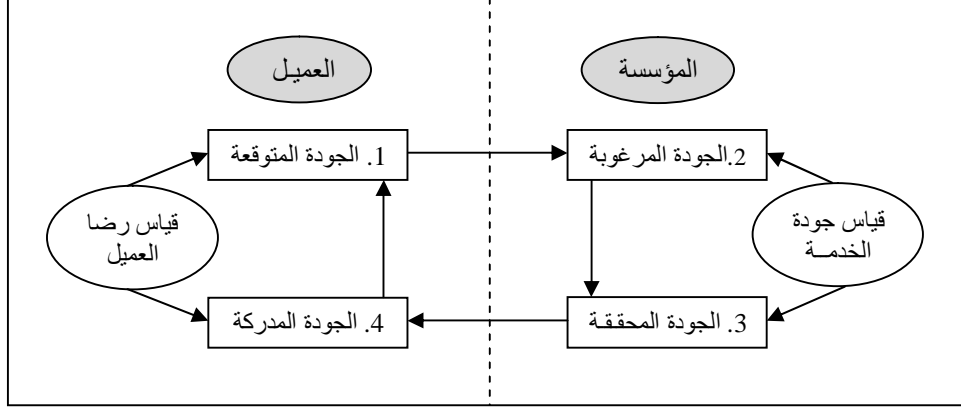 المؤسسة
العميـل
1. الجودة المتوقعة
2.الجودة المرغوبة
قياس رضا
العميل
قياس جودة
الخدمــة
3. الجودة المحققـة
4. الجودة المدركة